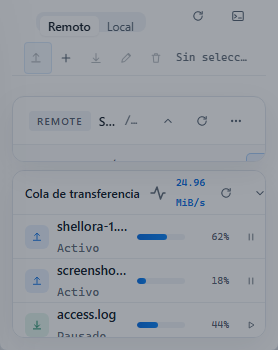 Remoto Local
Sin selecc…
REMOTE S... /...
Cola de transferencia 24.96
MiB/s
shellora-1....
62%
Activo
screensho...
18%
Activo
access.log
44%
Pausado